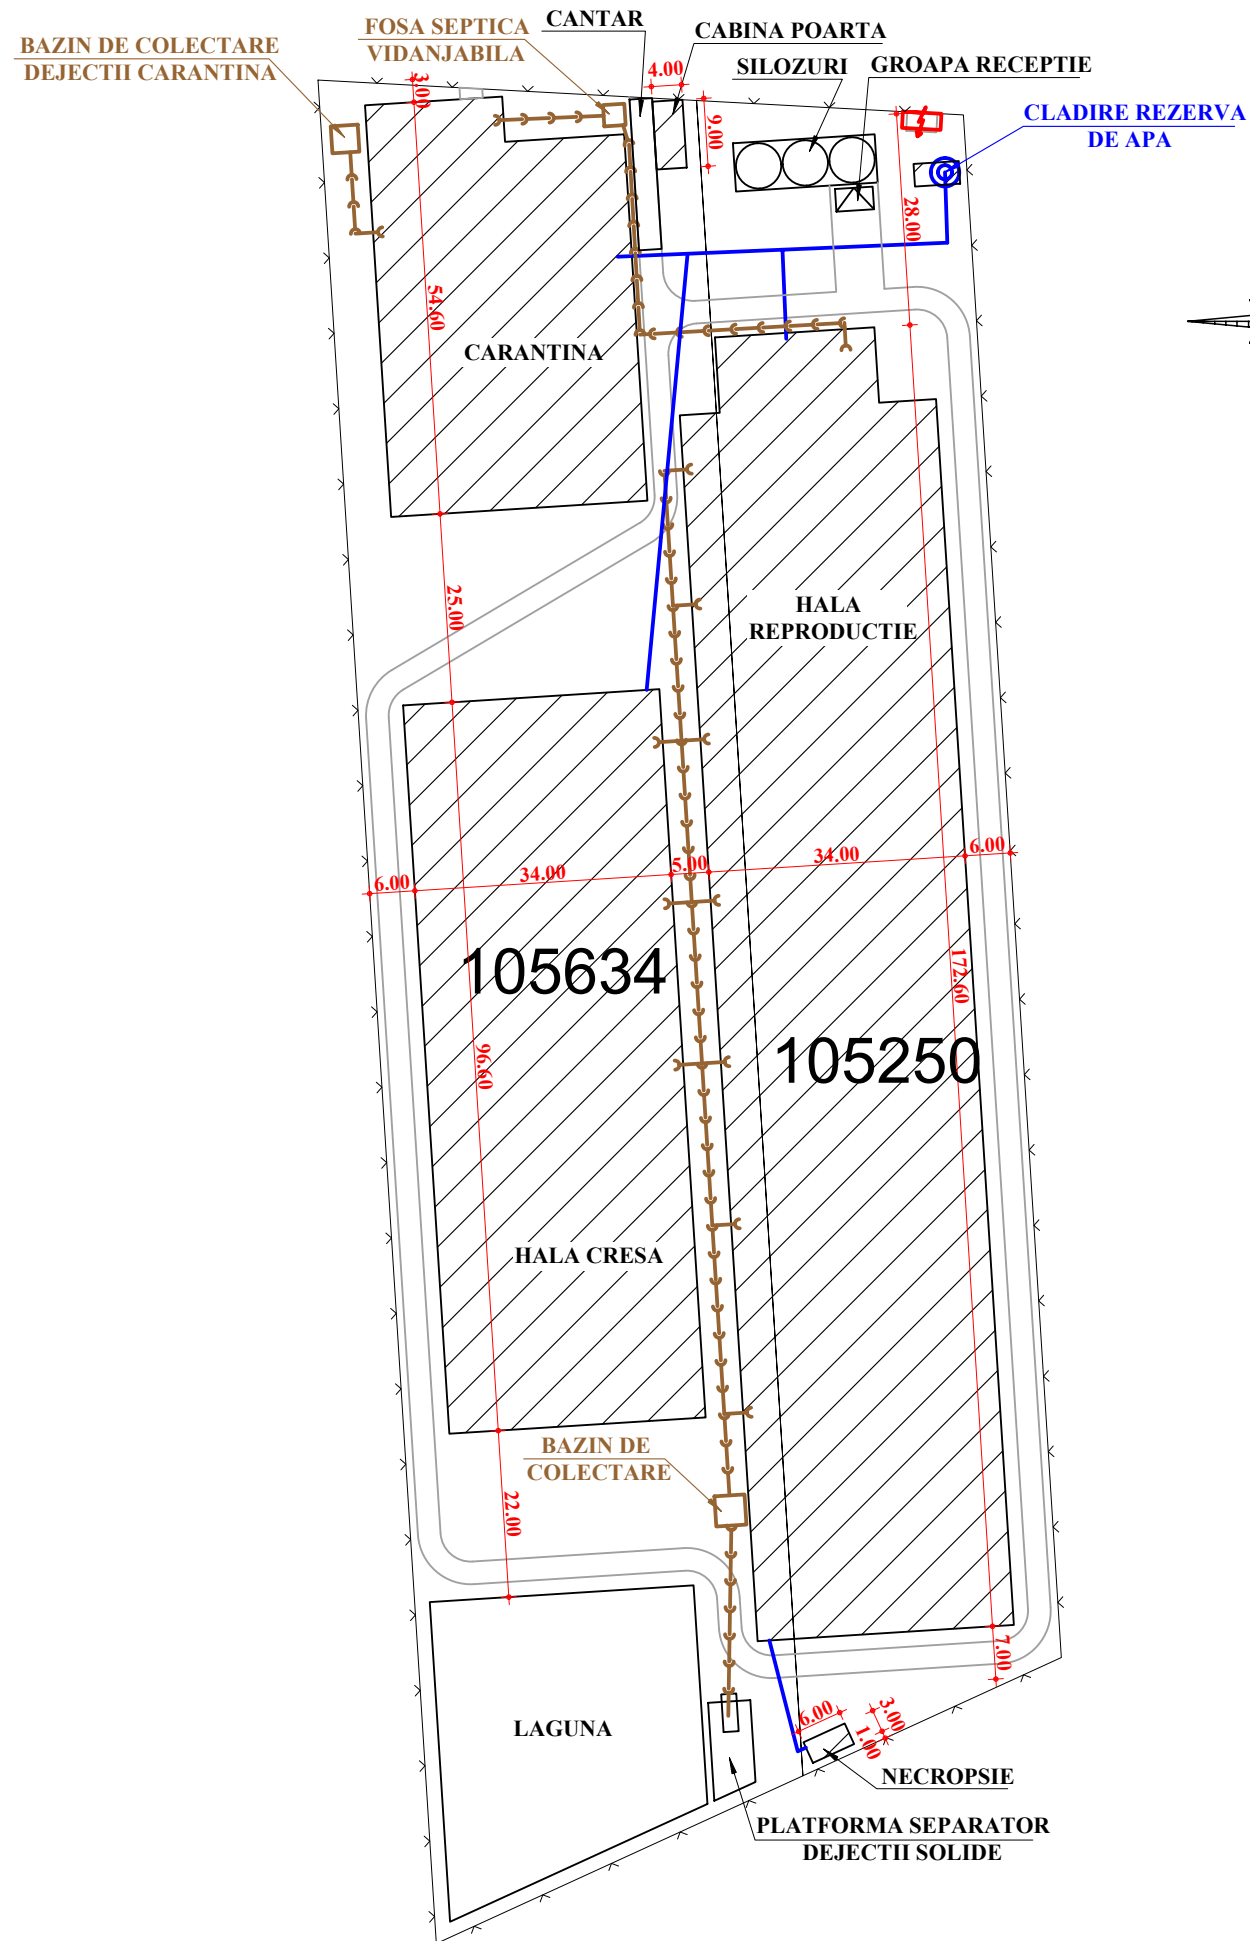 CANTAR
FOSA SEPTICA
VIDANJABILA
CABINA POARTA
BAZIN DE COLECTARE
DEJECTII CARANTINA
SILOZURI
GROAPA RECEPTIE
4.00
3.00
9.00
CLADIRE REZERVA
DE APA
28.00
54.60
CARANTINA
25.00
HALA
REPRODUCTIE
6.00
34.00
5.00
34.00
6.00
105634
172.60
96.60
105250
HALA CRESA
BAZIN DE
COLECTARE
22.00
7.00
LAGUNA
6.00
3.00
1.00
NECROPSIE
PLATFORMA SEPARATOR
DEJECTII SOLIDE